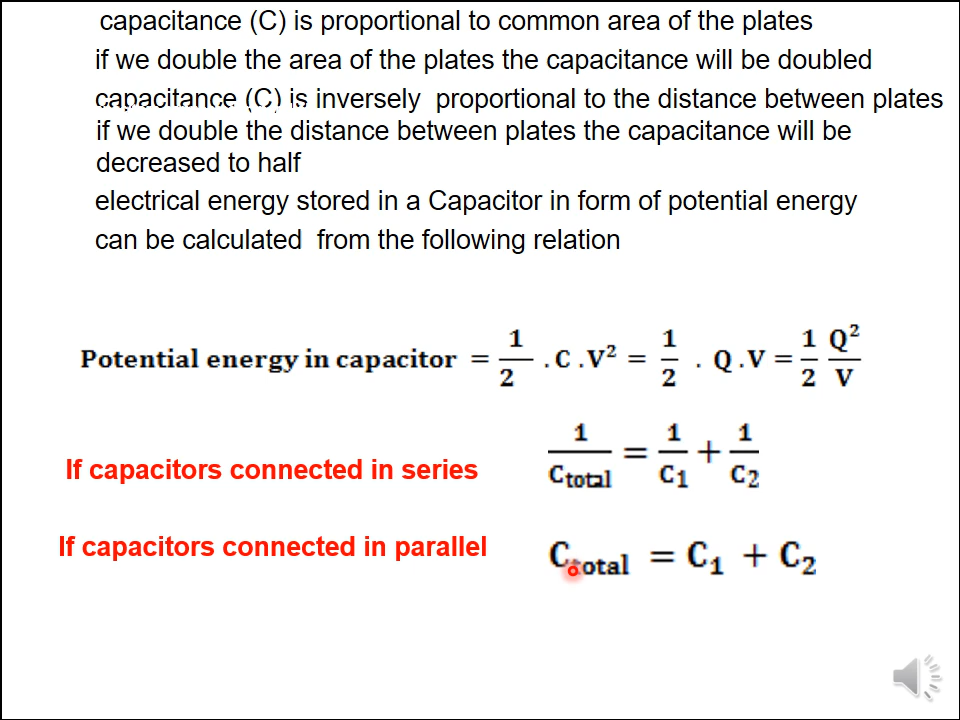 capacitance (C) is proportional to common area of the plates
if we double the area of the plates the capacitance will be doubled
capacitance (C) is inversely proportional to the distance between plates
if we double the distance between plates the capacitance will be
decreased to half
electrical energy stored in a Capacitor in form of potential energy
can be calculated from the following relation
Potential energy in capacitor = 1/2 . C . V² = 1/2 . Q . V = 1/2 Q²/V
If capacitors connected in series 1/C_total = 1/C₁ + 1/C₂
If capacitors connected in parallel C_total = C₁ + C₂